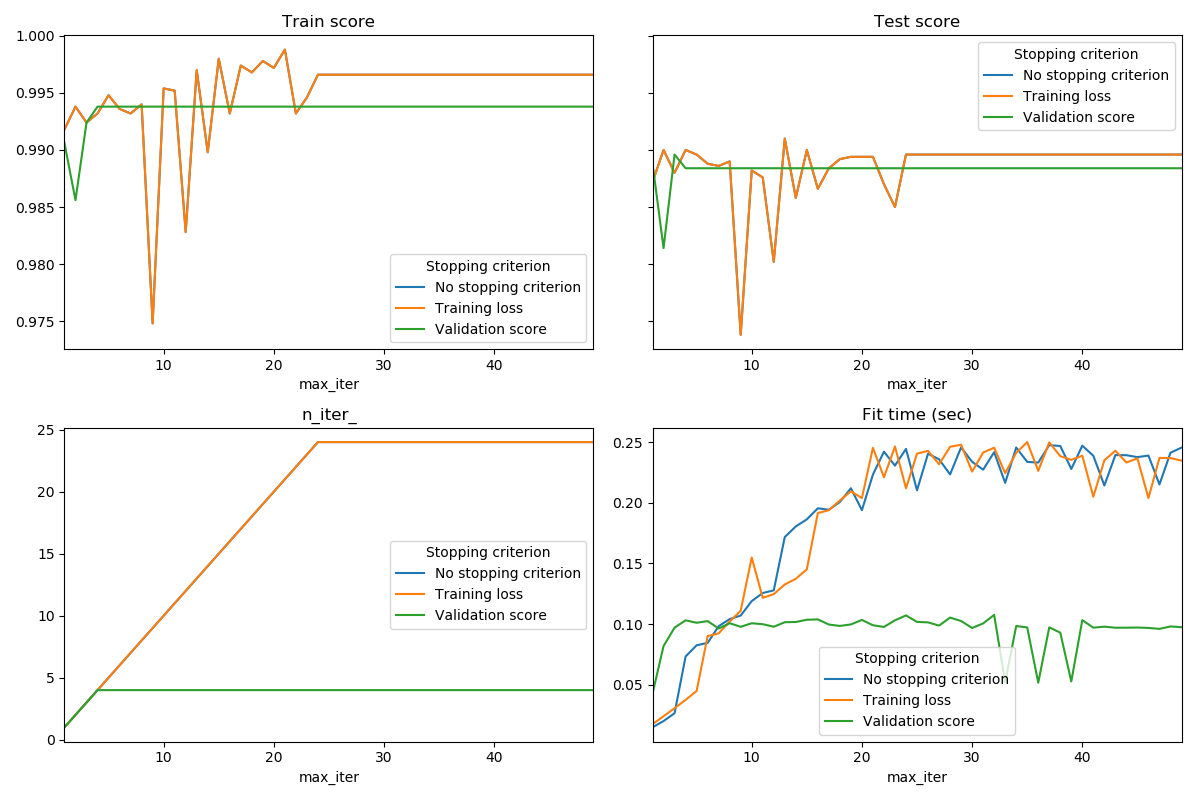 Train score
1.000
0.995
0.990
0.985
0.980
0.975
Stopping criterion
No stopping criterion
Training loss
Validation score
10 20 30 40
max_iter
Test score
Stopping criterion
No stopping criterion
Training loss
Validation score
10 20 30 40
max_iter
n_iter_
25
20
15
10
5
0
Stopping criterion
No stopping criterion
Training loss
Validation score
10 20 30 40
max_iter
Fit time (sec)
0.25
0.20
0.15
0.10
0.05
Stopping criterion
No stopping criterion
Training loss
Validation score
10 20 30 40
max_iter